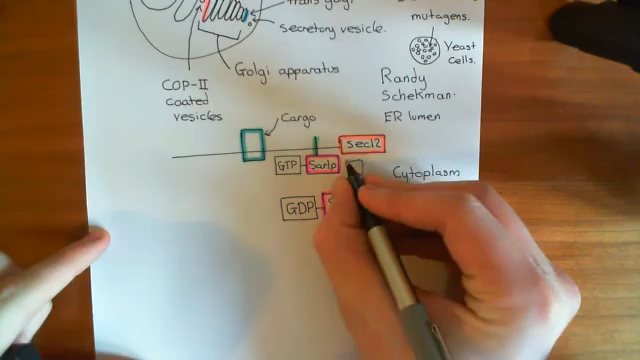 trans golgi
secretory vesicle.
Golgi apparatus
COP-II
coated
vesicles
mutagens.
Yeast
Cells.
Randy
Schekman.
ER lumen
Cargo
Sec12
GTP
Sar1p
Cytoplasm
GDP